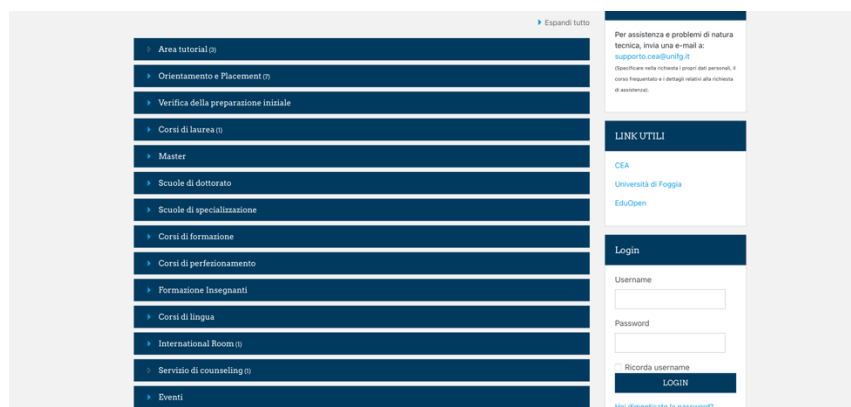 Espandi tutto
Area tutorial (3)
Orientamento e Placement (7)
Verifica della preparazione iniziale
Corsi di laurea (1)
Master
Scuole di dottorato
Scuole di specializzazione
Corsi di formazione
Corsi di perfezionamento
Formazione Insegnanti
Corsi di lingua
International Room (1)
Servizio di counseling (1)
Eventi
Per assistenza e problemi di natura
tecnica, invia una e-mail a:
supporto.cea@unifg.it
(Specificare nella richiesta i propri dati personali, il
corso frequentato e i dettagli relativi alla richiesta
di assistenza).
LINK UTILI
CEA
Università di Foggia
EduOpen
Login
Username
Password
Ricorda username
LOGIN
Hai dimenticato la password?